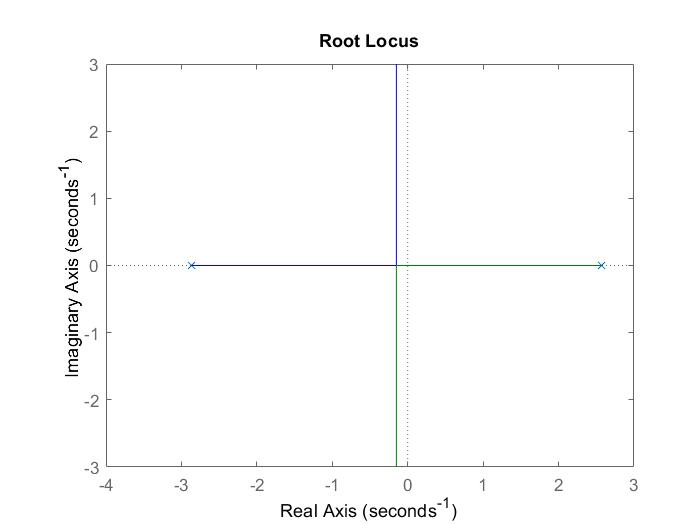 Root Locus
3
2
1
0
-1
-2
-3
Imaginary Axis (seconds⁻¹)
-4 -3 -2 -1 0 1 2 3
Real Axis (seconds⁻¹)